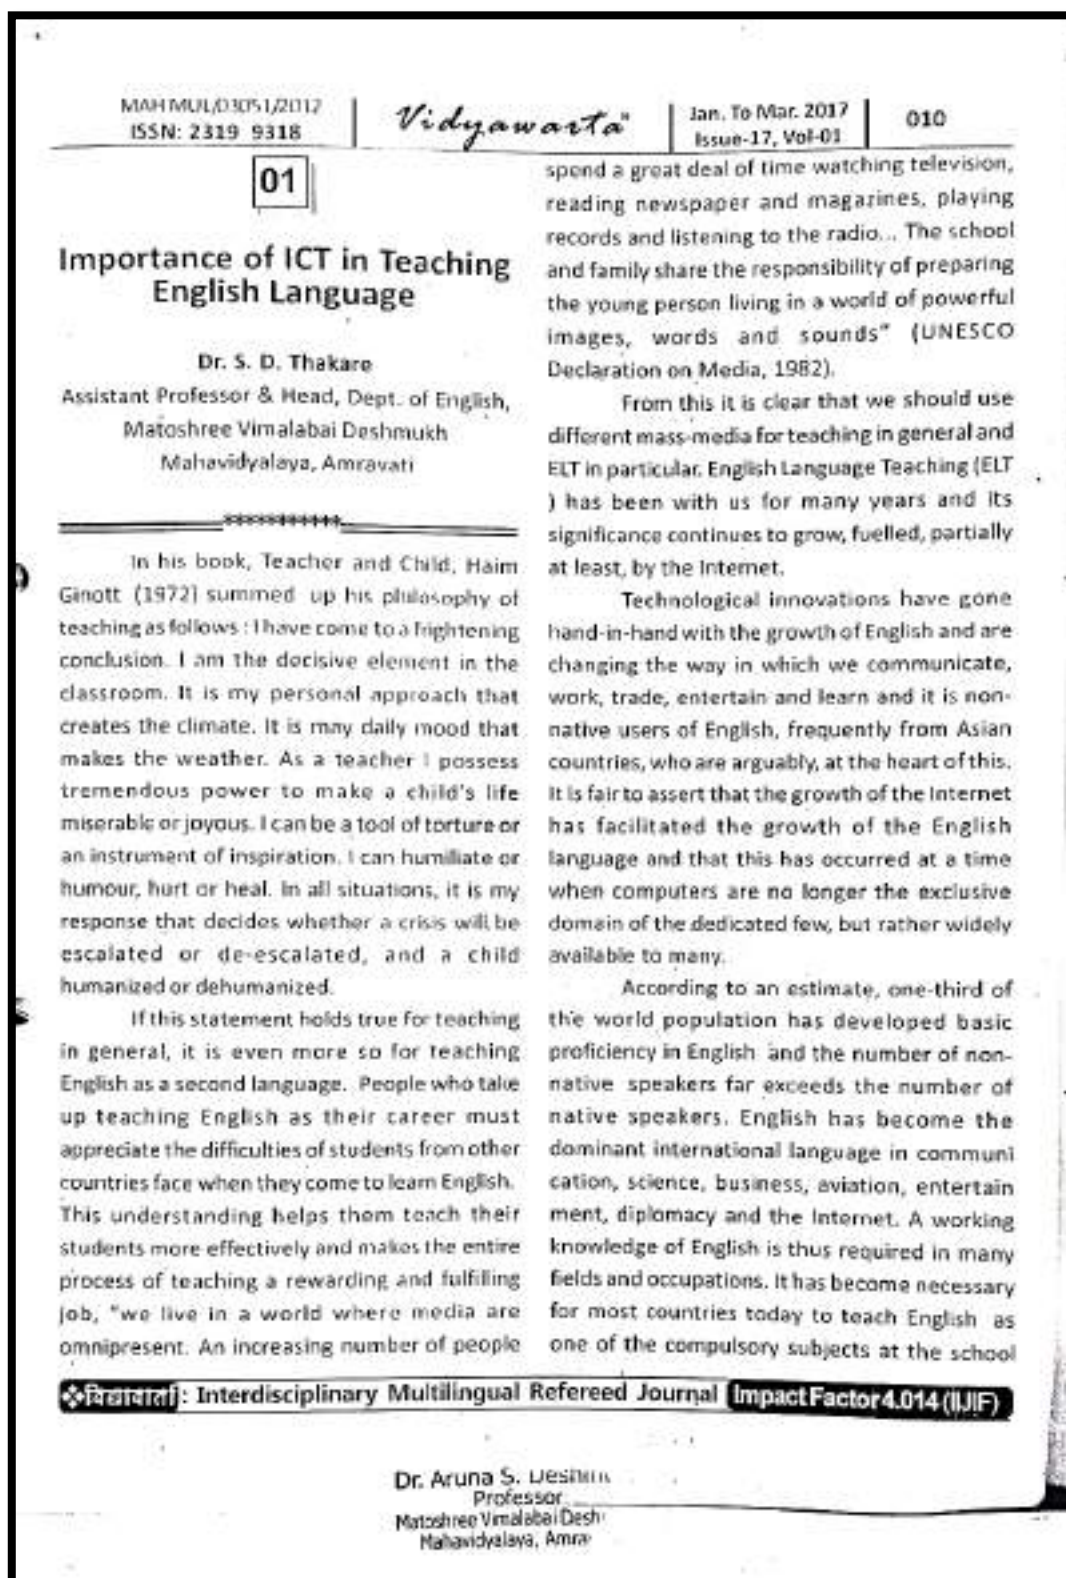 MAH MUL/03051/2012
ISSN: 2319 9318
Vidyawarta"
Jan. To Mar. 2017
Issue-17, Vol-01
010
01
Importance of ICT in Teaching
English Language
Dr. S. D. Thakare
Assistant Professor & Head, Dept. of English,
Matoshree Vimalabai Deshmukh
Mahavidyalaya, Amravati
***********
In his book, Teacher and Child, Haim
Ginott (1972) summed up his philosophy of
teaching as follows : I have come to a frightening
conclusion. I am the decisive element in the
classroom. It is my personal approach that
creates the climate. It is may daily mood that
makes the weather. As a teacher I possess
tremendous power to make a child's life
miserable or joyous. I can be a tool of torture or
an instrument of inspiration. I can humiliate or
humour, hurt or heal. In all situations, it is my
response that decides whether a crisis will be
escalated or de-escalated, and a child
humanized or dehumanized.
If this statement holds true for teaching
in general, it is even more so for teaching
English as a second language. People who take
up teaching English as their career must
appreciate the difficulties of students from other
countries face when they come to learn English.
This understanding helps them teach their
students more effectively and makes the entire
process of teaching a rewarding and fulfilling
job, "we live in a world where media are
omnipresent. An increasing number of people
spend a great deal of time watching television,
reading newspaper and magazines, playing
records and listening to the radio... The school
and family share the responsibility of preparing
the young person living in a world of powerful
images, words and sounds" (UNESCO
Declaration on Media, 1982).
From this it is clear that we should use
different mass-media for teaching in general and
ELT in particular. English Language Teaching (ELT
) has been with us for many years and its
significance continues to grow, fuelled, partially
at least, by the Internet.
Technological innovations have gone
hand-in-hand with the growth of English and are
changing the way in which we communicate,
work, trade, entertain and learn and it is non-
native users of English, frequently from Asian
countries, who are arguably, at the heart of this.
It is fair to assert that the growth of the Internet
has facilitated the growth of the English
language and that this has occurred at a time
when computers are no longer the exclusive
domain of the dedicated few, but rather widely
available to many.
According to an estimate, one-third of
the world population has developed basic
proficiency in English and the number of non-
native speakers far exceeds the number of
native speakers. English has become the
dominant international language in communi
cation, science, business, aviation, entertain
ment, diplomacy and the Internet. A working
knowledge of English is thus required in many
fields and occupations. It has become necessary
for most countries today to teach English as
one of the compulsory subjects at the school
❖विद्यावार्ता : Interdisciplinary Multilingual Refereed Journal Impact Factor 4.014 (IIJIF)
Dr. Aruna S.
Professor
Matoshree Vimalabai Desh
Mahavidyalaya, Amra